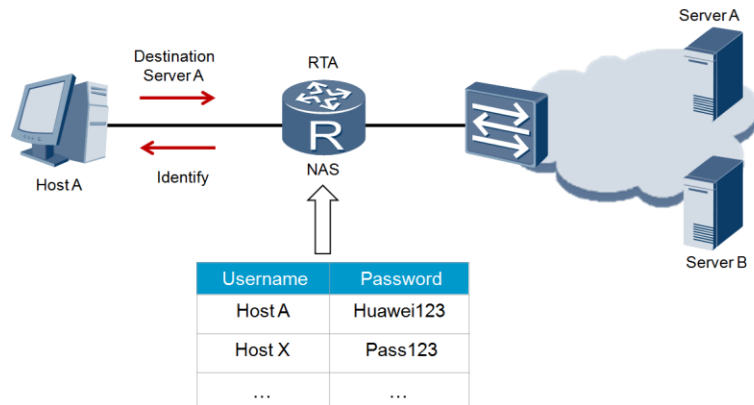 Server A
Destination
Server A
RTA
R
NAS
Host A
Identify
Server B
Username Password
Host A Huawei123
Host X Pass123
... ...